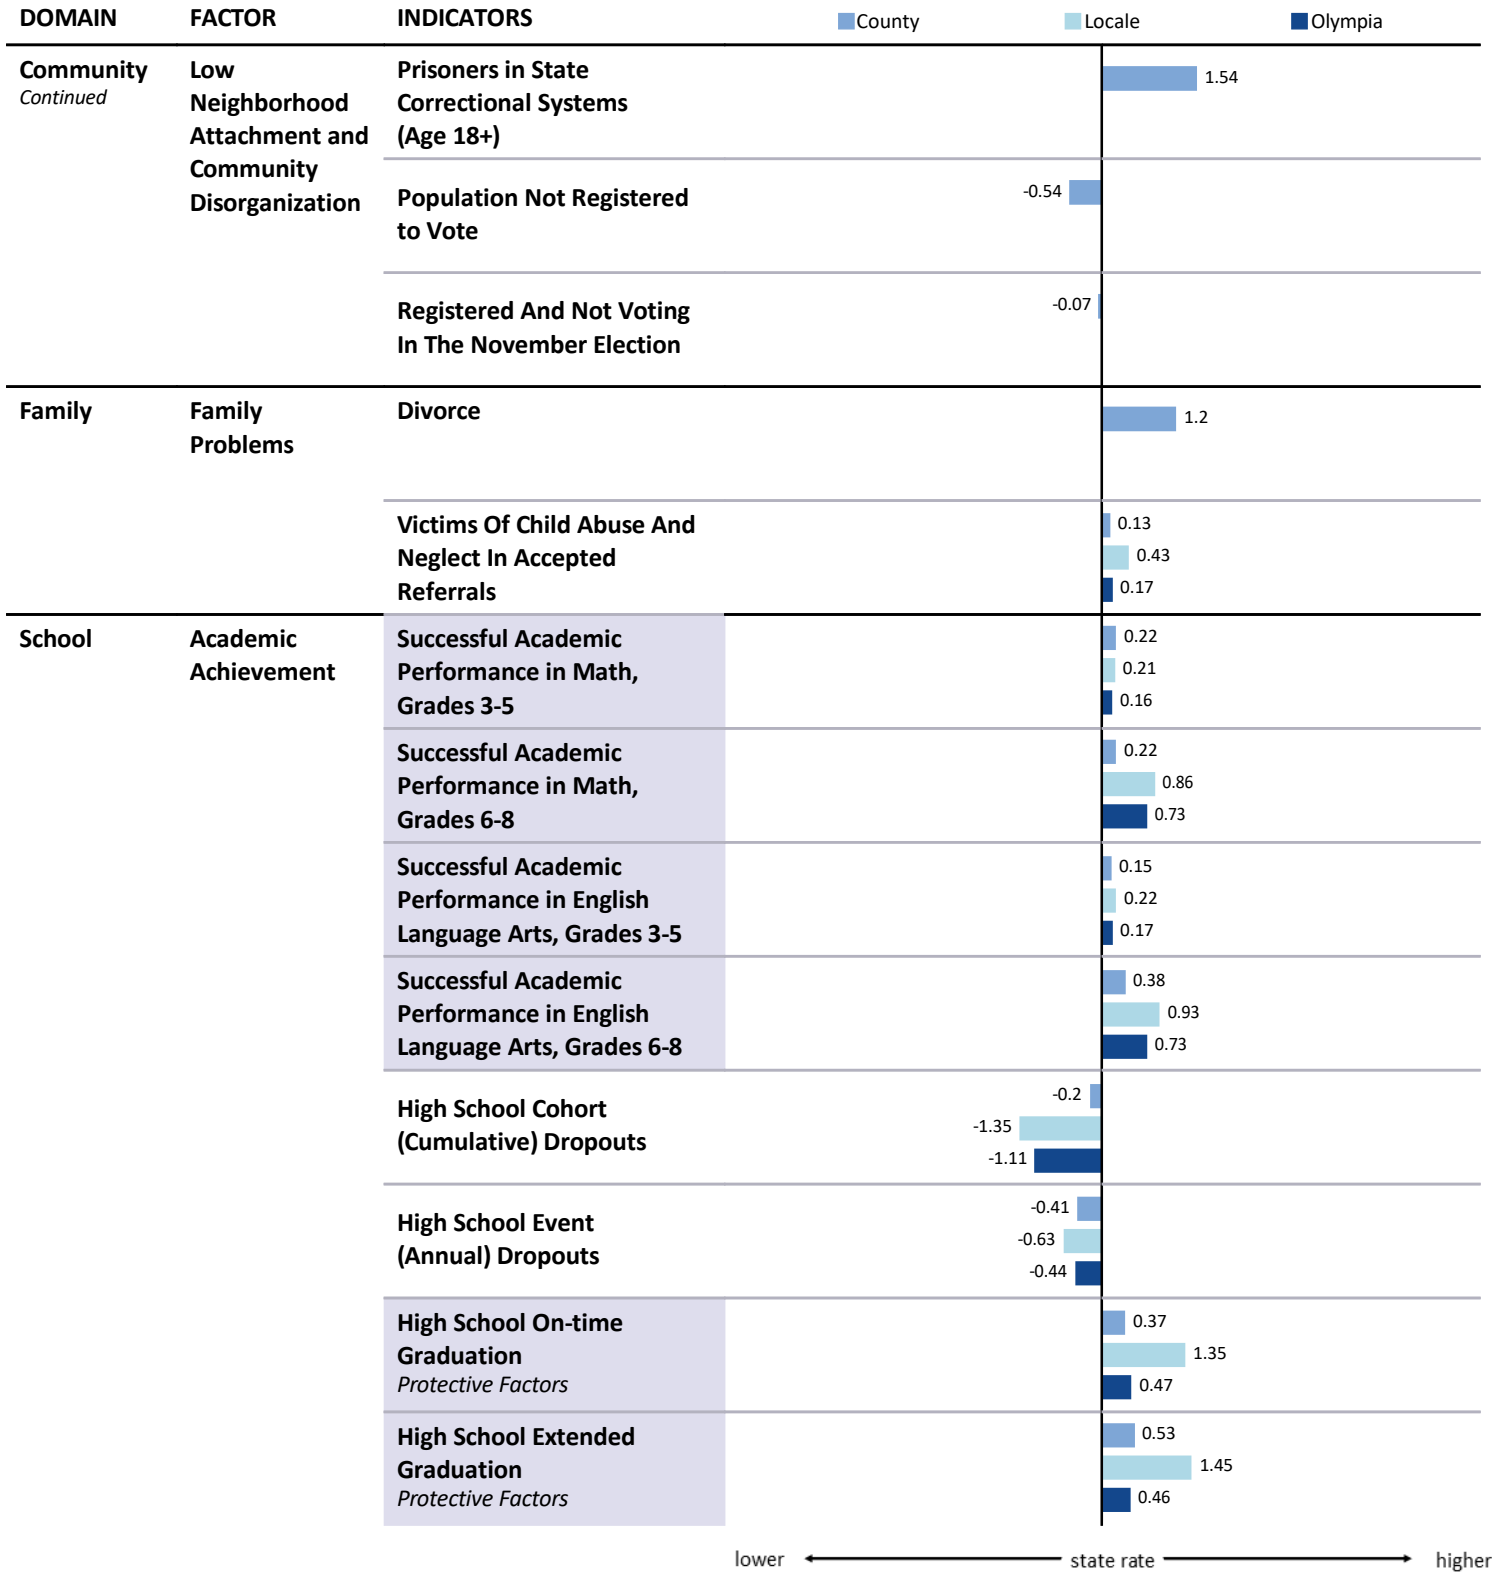 DOMAIN FACTOR INDICATORS County Locale Olympia
Community
Continued
Low
Neighborhood
Attachment and
Community
Disorganization
Prisoners in State
Correctional Systems
(Age 18+)
1.54
Population Not Registered
to Vote
-0.54
Registered And Not Voting
In The November Election
-0.07
Family
Family
Problems
Divorce
1.2
Victims Of Child Abuse And
Neglect In Accepted
Referrals
0.13
0.43
0.17
School
Academic
Achievement
Successful Academic
Performance in Math,
Grades 3-5
0.22
0.21
0.16
Successful Academic
Performance in Math,
Grades 6-8
0.22
0.86
0.73
Successful Academic
Performance in English
Language Arts, Grades 3-5
0.15
0.22
0.17
Successful Academic
Performance in English
Language Arts, Grades 6-8
0.38
0.93
0.73
High School Cohort
(Cumulative) Dropouts
-0.2
-1.35
-1.11
High School Event
(Annual) Dropouts
-0.41
-0.63
-0.44
High School On-time
Graduation
Protective Factors
0.37
1.35
0.47
High School Extended
Graduation
Protective Factors
0.53
1.45
0.46
lower state rate higher